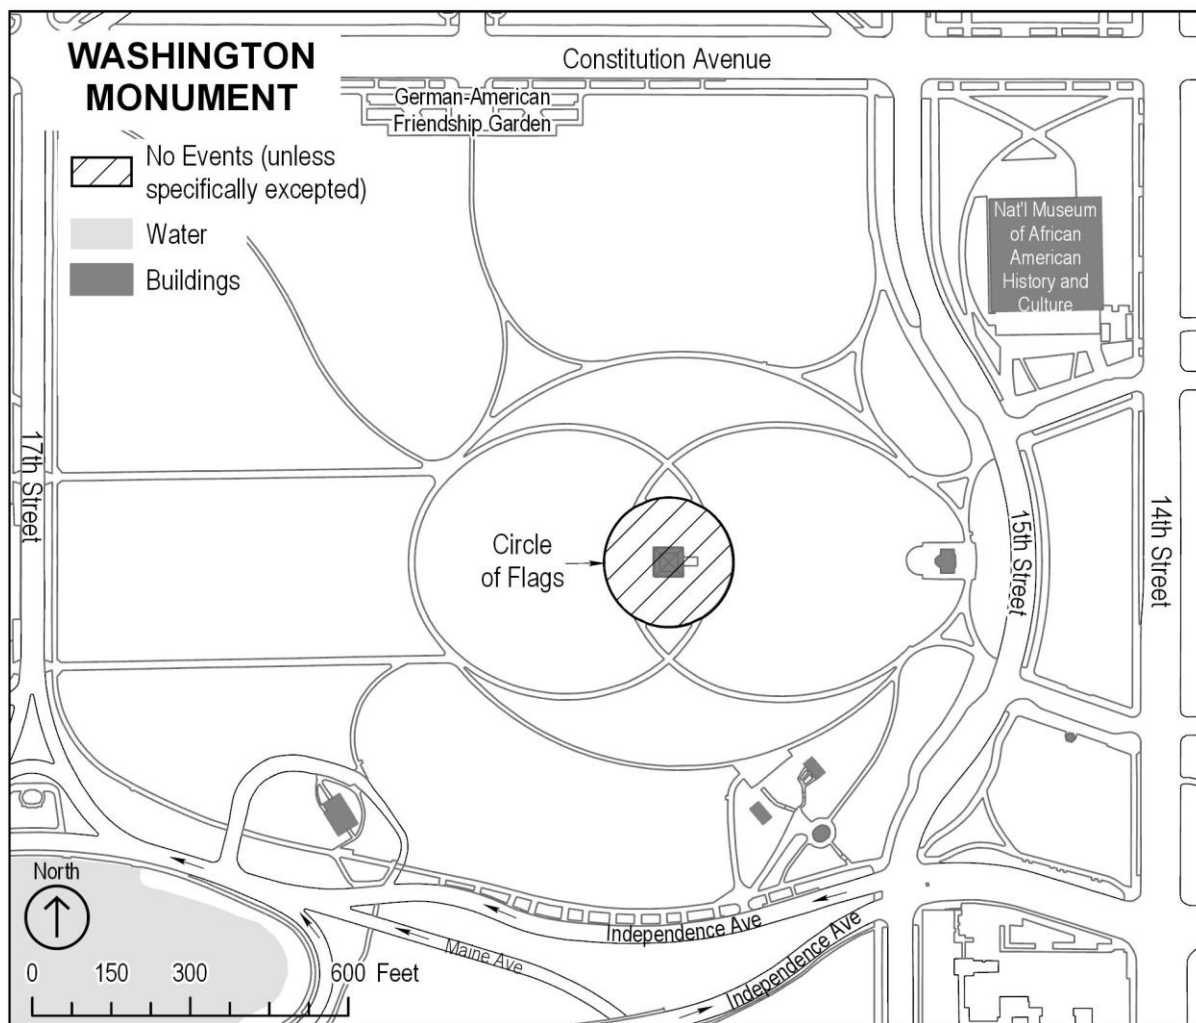 WASHINGTON
MONUMENT
No Events (unless
specifically excepted)
Water
Buildings
Constitution Avenue
German-American
Friendship Garden
Nat'l Museum
of African
American
History and
Culture
17th Street
Circle
of Flags
15th Street
14th Street
Independence Ave
Maine Ave
Independence Ave
North
0 150 300 600 Feet